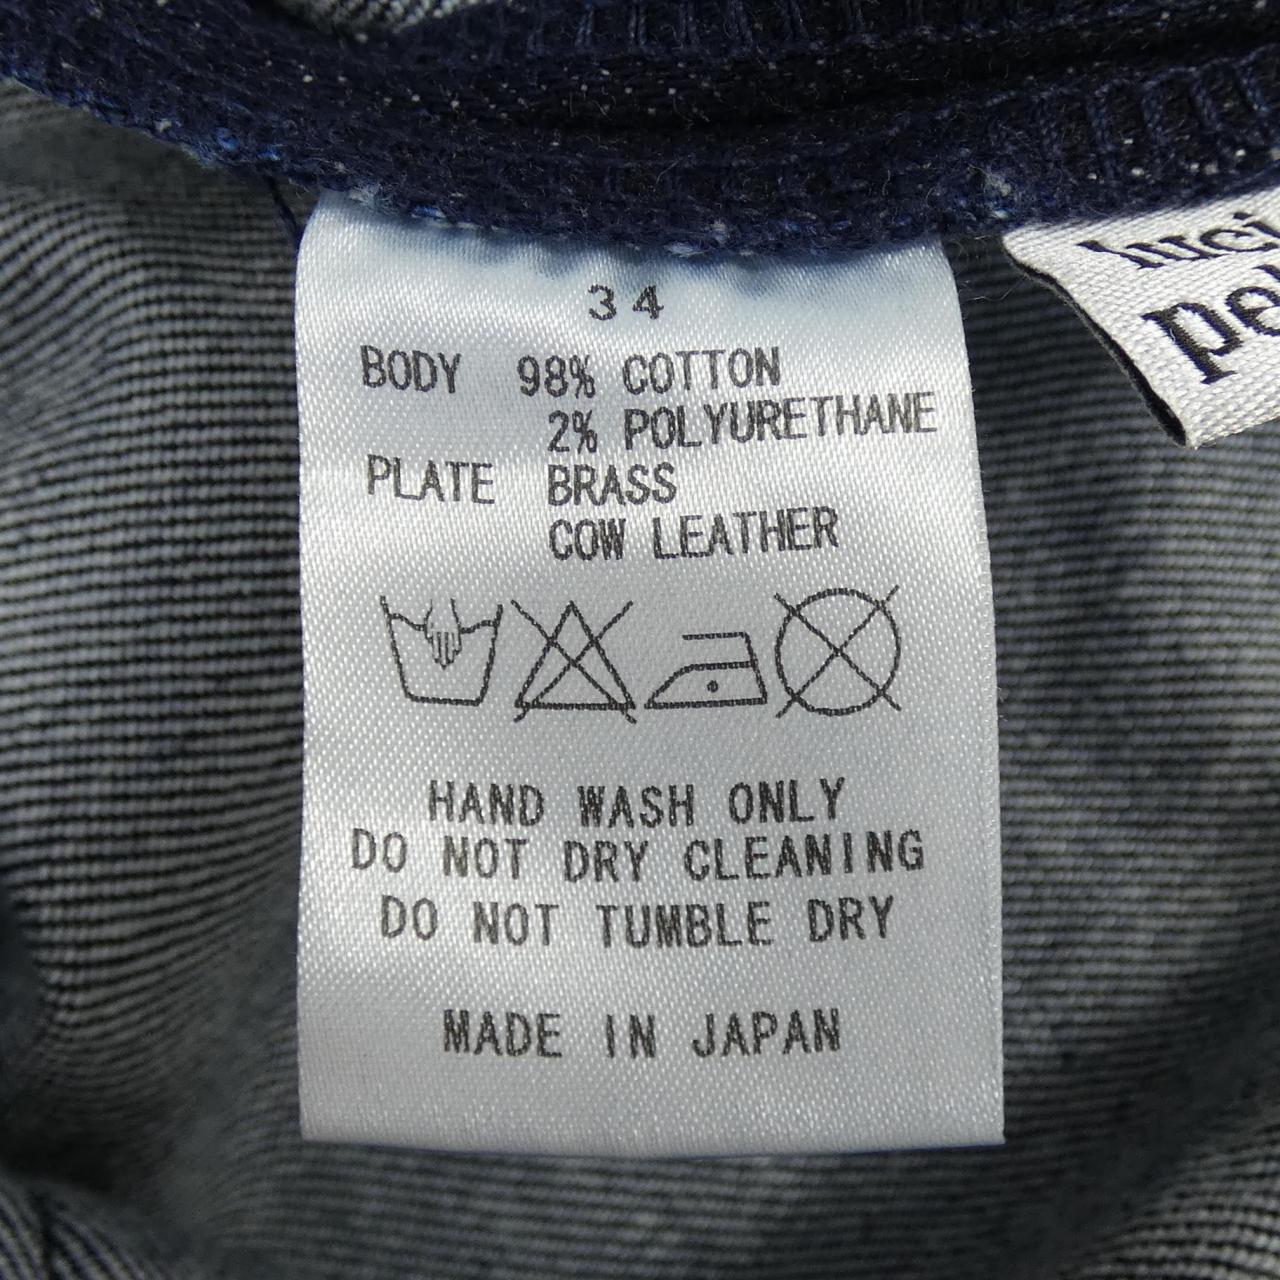 34
BODY 98% COTTON
2% POLYURETHANE
PLATE BRASS
COW LEATHER
HAND WASH ONLY
DO NOT DRY CLEANING
DO NOT TUMBLE DRY
MADE IN JAPAN